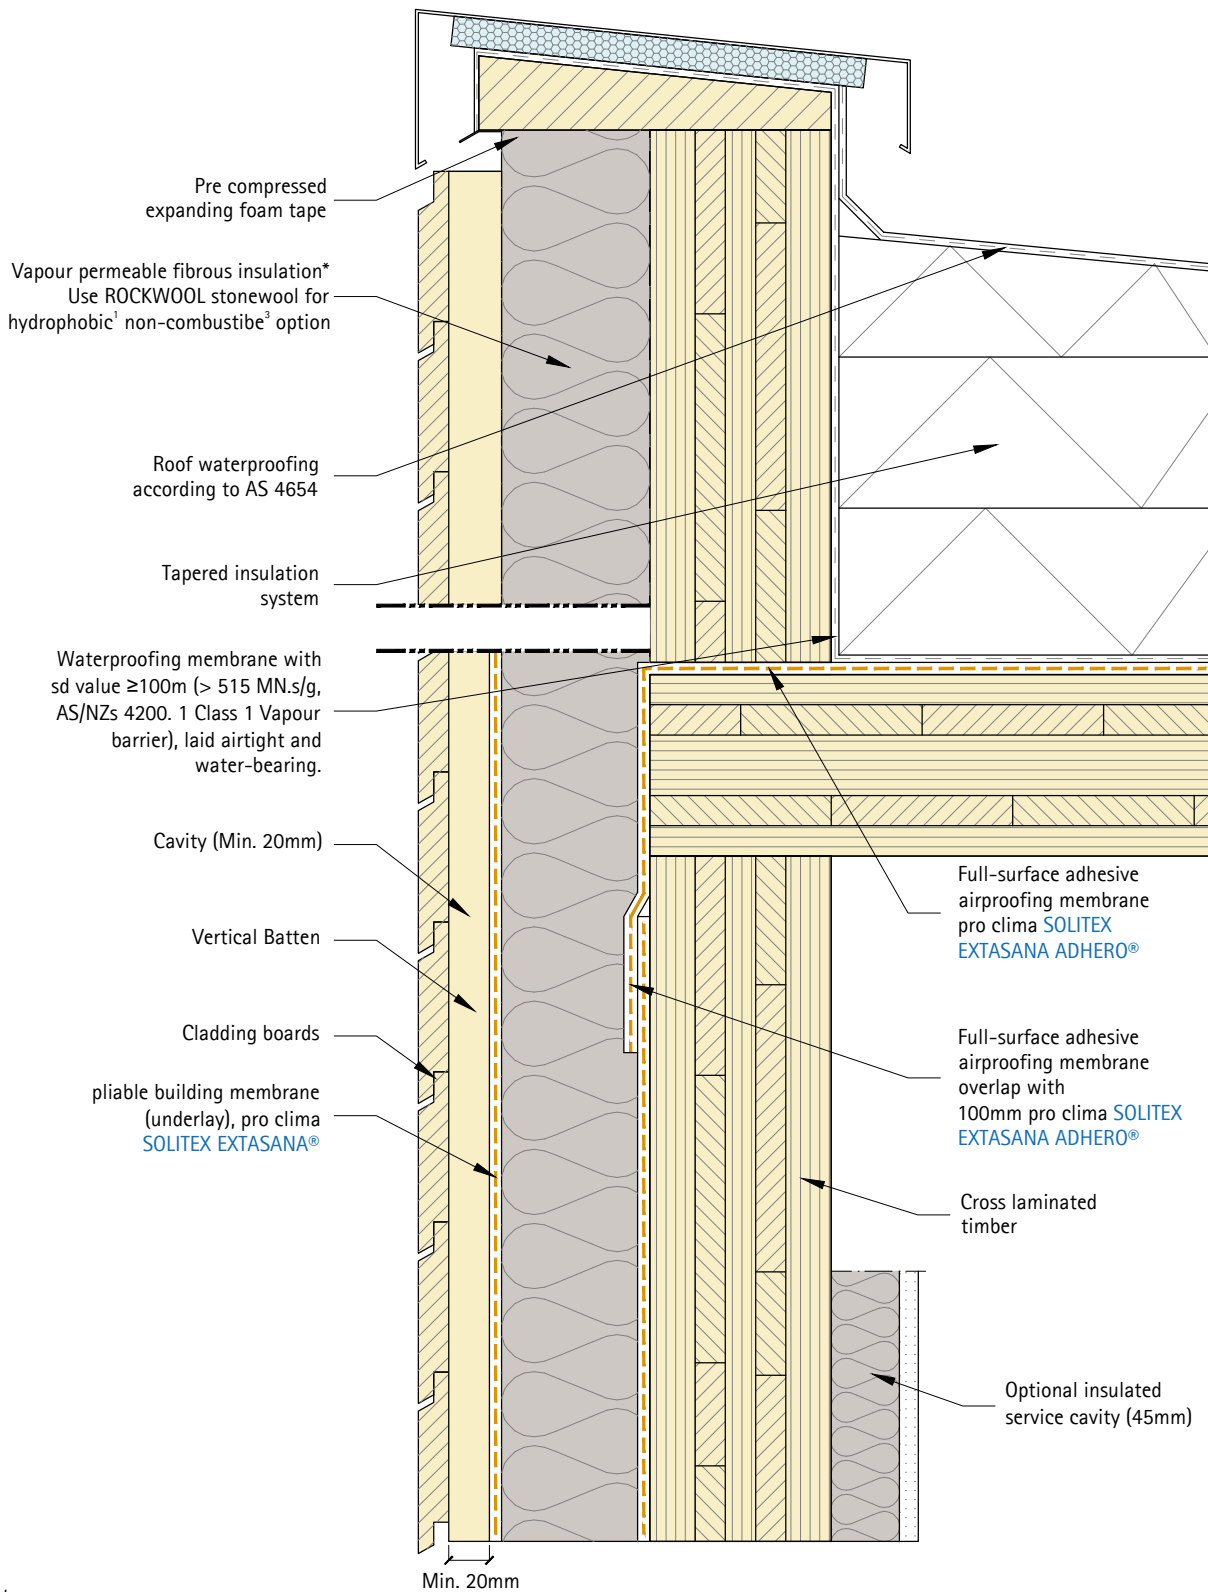 Pre compressed
expanding foam tape
Vapour permeable fibrous insulation*
Use ROCKWOOL stonewool for
hydrophobic¹ non-combustibe³ option
Roof waterproofing
according to AS 4654
Tapered insulation
system
Waterproofing membrane with
sd value ≥100m (> 515 MN.s/g,
AS/NZs 4200. 1 Class 1 Vapour
barrier), laid airtight and
water-bearing.
Cavity (Min. 20mm)
Vertical Batten
Cladding boards
pliable building membrane
(underlay), pro clima
SOLITEX EXTASANA®
Full-surface adhesive
airproofing membrane
pro clima SOLITEX
EXTASANA ADHERO®
Full-surface adhesive
airproofing membrane
overlap with
100mm pro clima SOLITEX
EXTASANA ADHERO®
Cross laminated
timber
Optional insulated
service cavity (45mm)
Min. 20mm